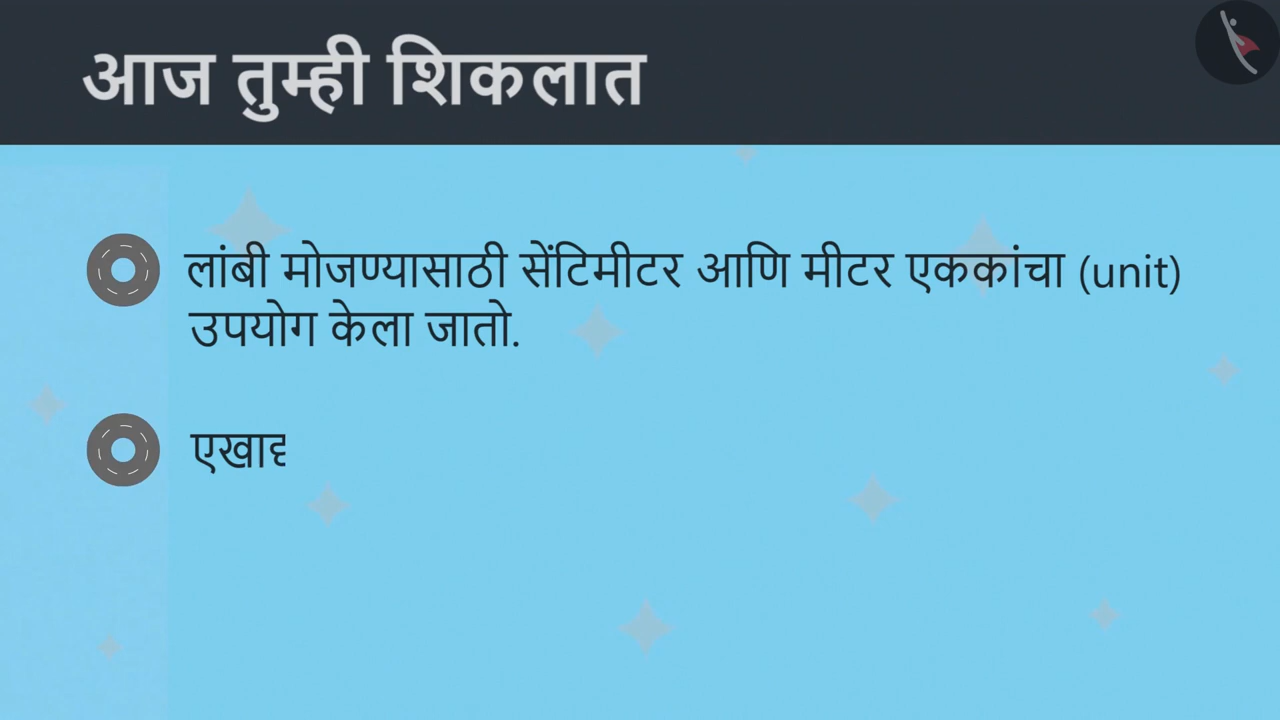 आज तुम्ही शिकलात
लांबी मोजण्यासाठी सेंटिमीटर आणि मीटर एककांचा (unit)
उपयोग केला जातो.